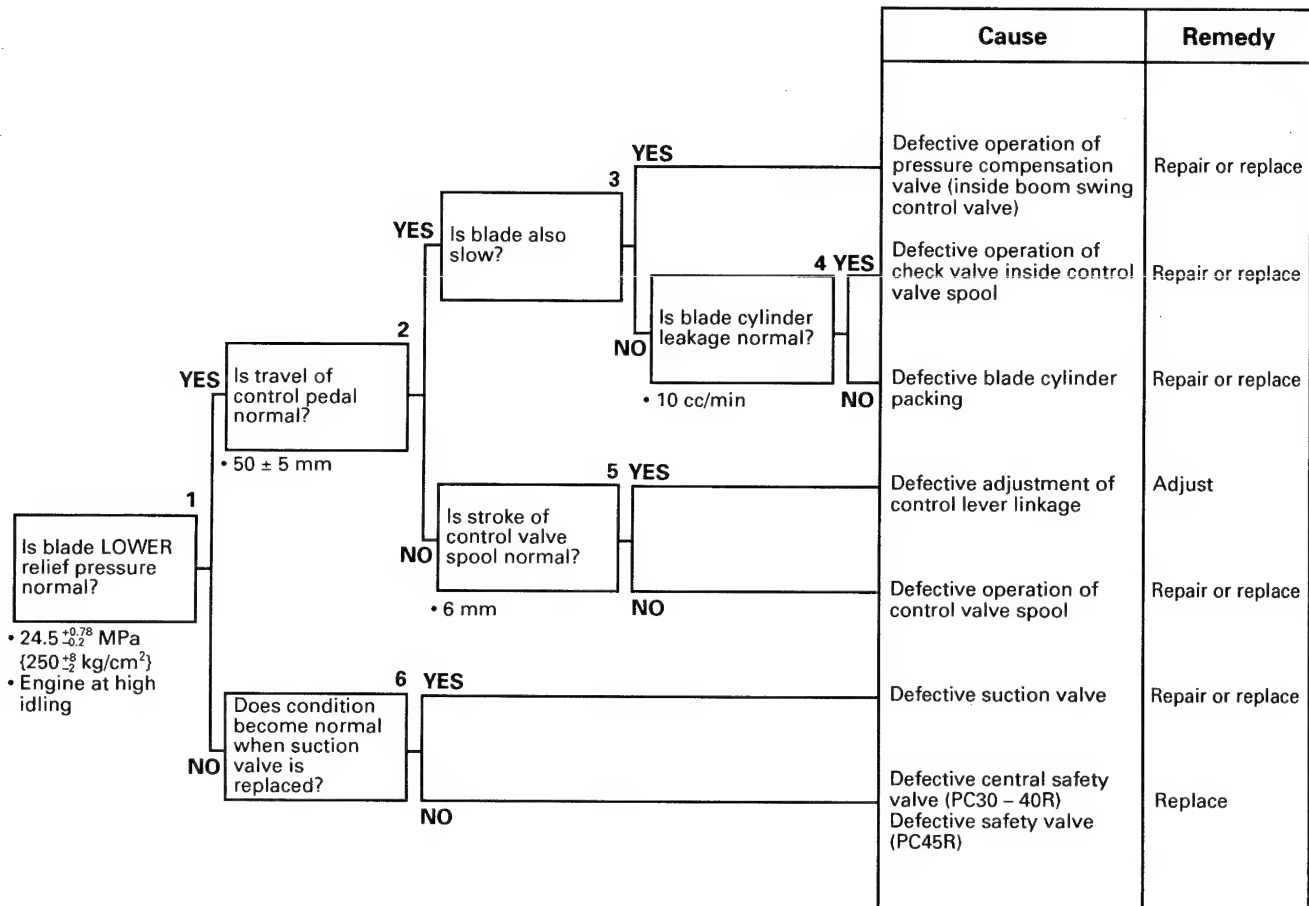 Cause
Remedy
YES
Defective operation of
pressure compensation
valve (inside boom swing
control valve)
Repair or replace
3
YES
Is blade also
slow?
4 YES
Defective operation of
check valve inside control
valve spool
Repair or replace
2
Is blade cylinder
leakage normal?
NO
• 10 cc/min
NO
Defective blade cylinder
packing
Repair or replace
YES
Is travel of
control pedal
normal?
• 50 ± 5 mm
5 YES
Defective adjustment of
control lever linkage
Adjust
1
Is blade LOWER
relief pressure
normal?
NO
Is stroke of
control valve
spool normal?
• 6 mm
NO
Defective operation of
control valve spool
Repair or replace
• 24.5 +0.78 -0.2 MPa
{250 +8 -2 kg/cm²}
• Engine at high
idling
6 YES
Defective suction valve
Repair or replace
NO
Does condition
become normal
when suction
valve is
replaced?
NO
Defective central safety
valve (PC30 – 40R)
Defective safety valve
(PC45R)
Replace